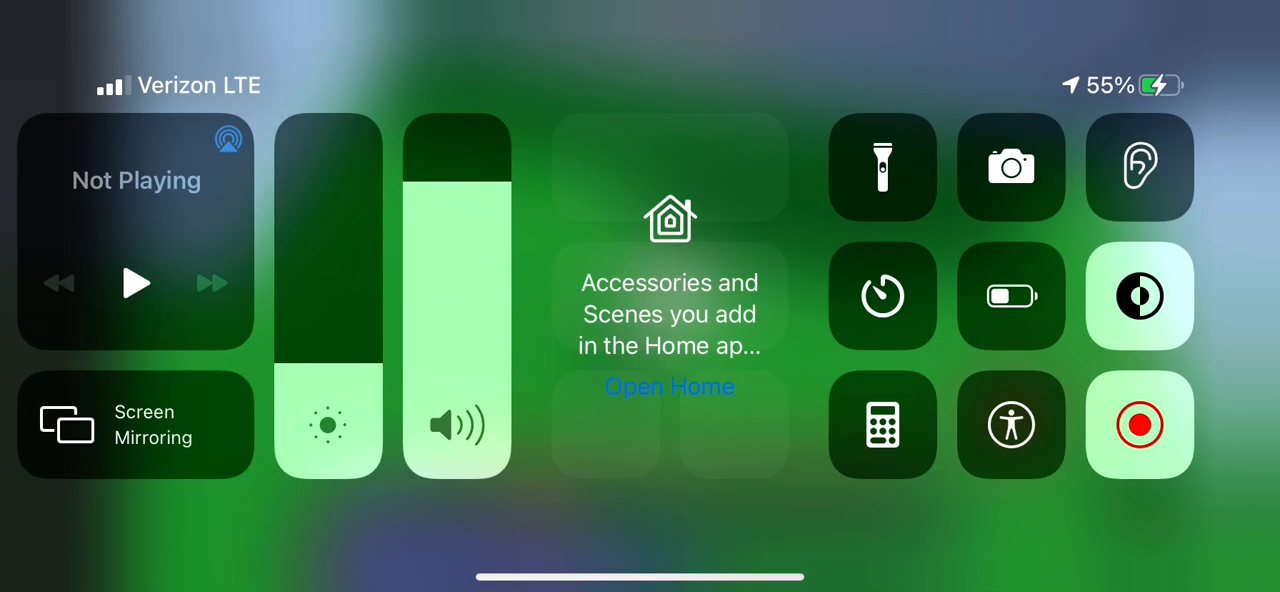 Verizon LTE
55%
Not Playing
Screen
Mirroring
Accessories and
Scenes you add
in the Home ap...
Open Home